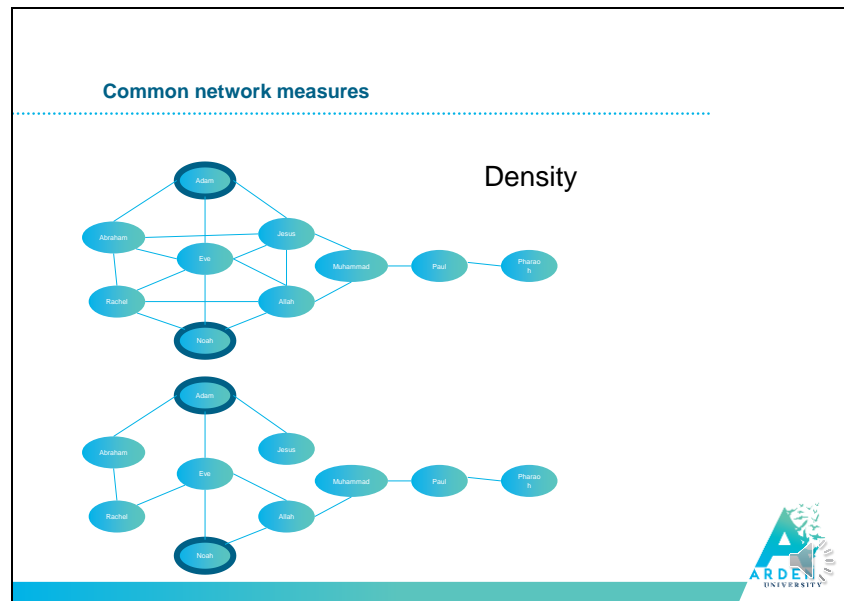 Common network measures
Density
Adam
Abraham
Jesus
Eve
Muhammad
Paul
Pharao
h
Rachel
Allah
Noah
Adam
Abraham
Jesus
Eve
Muhammad
Paul
Pharao
h
Rachel
Allah
Noah
ARDEN
UNIVERSITY